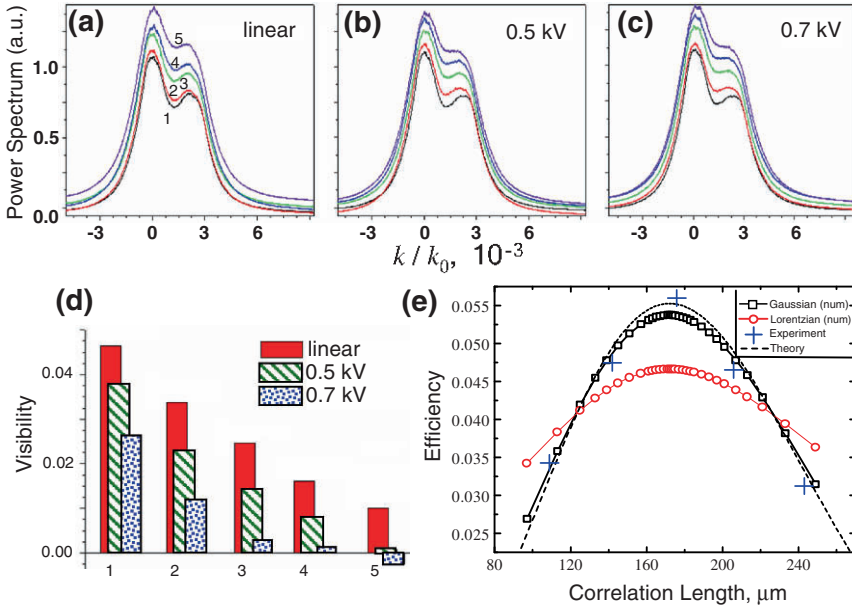 (a) linear
(b) 0.5 kV
(c) 0.7 kV
Power Spectrum (a.u.)
1.0
0.5
0.0
5
4
3
2
1
-3 0 3 6
-3 0 3 6
-3 0 3 6
k / k0, 10-3
(d)
Visibility
0.04
0.02
0.00
linear
0.5 kV
0.7 kV
1 2 3 4 5
(e)
Efficiency
0.055
0.050
0.045
0.040
0.035
0.030
0.025
Gaussian (num)
Lorentzian (num)
Experiment
Theory
80 120 160 200 240
Correlation Length, μm